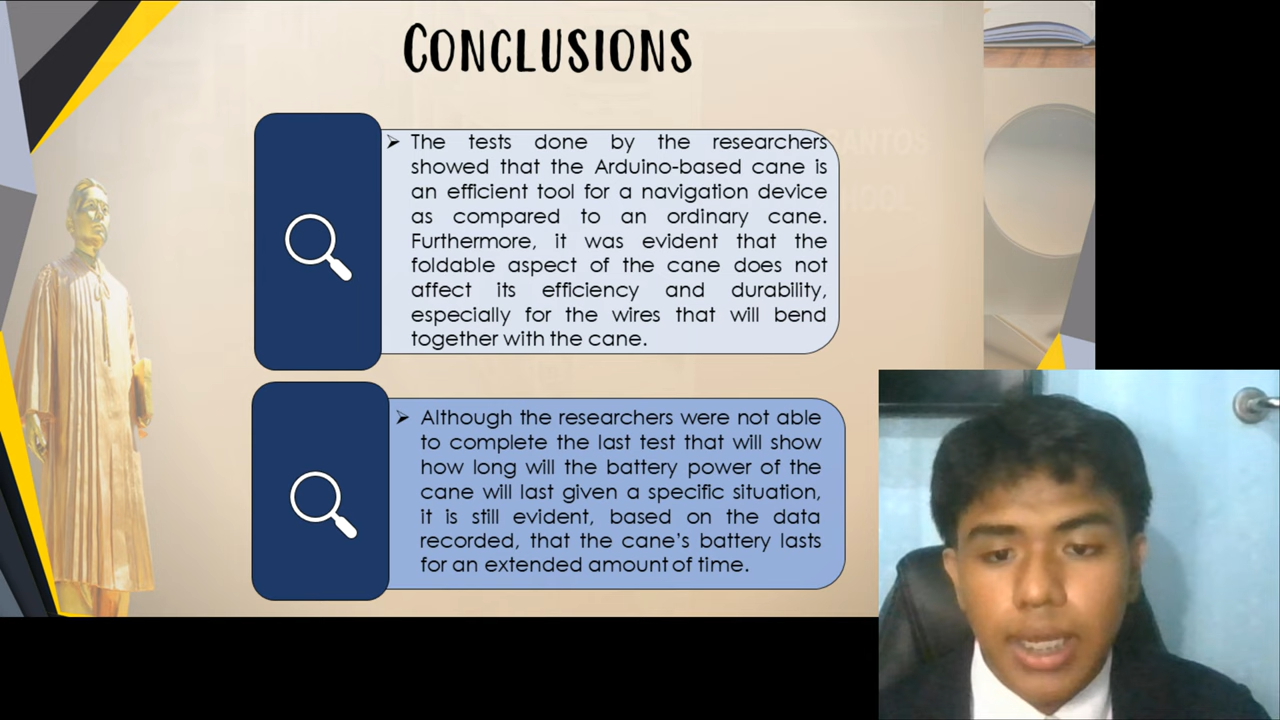 CONCLUSIONS
➢ The tests done by the researchers
showed that the Arduino-based cane is
an efficient tool for a navigation device
as compared to an ordinary cane.
Furthermore, it was evident that the
foldable aspect of the cane does not
affect its efficiency and durability,
especially for the wires that will bend
together with the cane.
➢ Although the researchers were not able
to complete the last test that will show
how long will the battery power of the
cane will last given a specific situation,
it is still evident, based on the data
recorded, that the cane's battery lasts
for an extended amount of time.